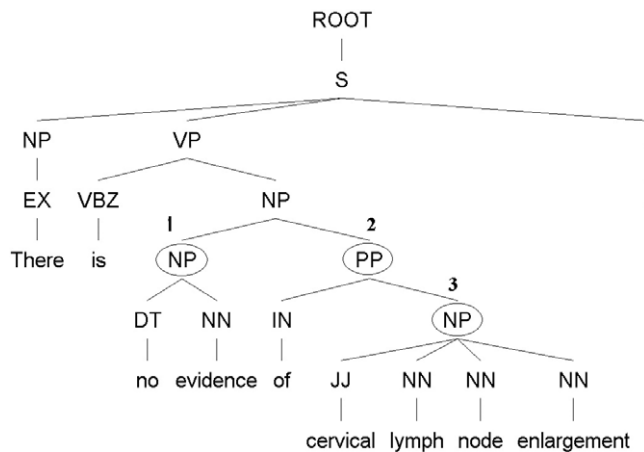 ROOT
S
NP VP
EX VBZ NP
1 2
There is NP PP
3
DT NN IN NP
no evidence of JJ NN NN NN
cervical lymph node enlargement